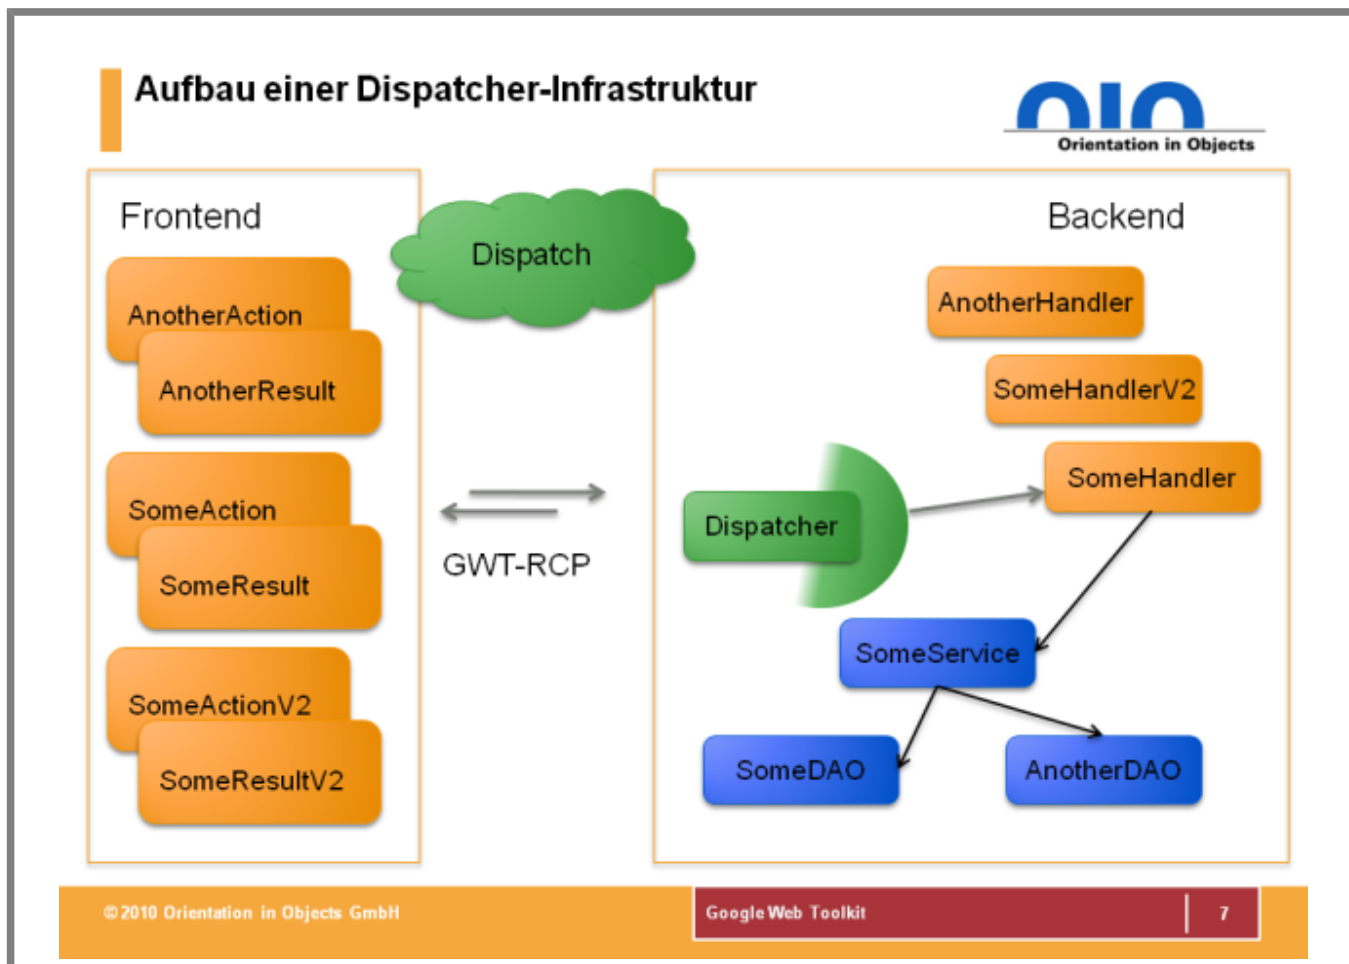 Aufbau einer Dispatcher-Infrastruktur
OIO
Orientation in Objects
Frontend
Dispatch
Backend
AnotherAction
AnotherResult
SomeAction
SomeResult
SomeActionV2
SomeResultV2
GWT-RCP
AnotherHandler
SomeHandlerV2
SomeHandler
Dispatcher
SomeService
SomeDAO
AnotherDAO
© 2010 Orientation in Objects GmbH
Google Web Toolkit
7